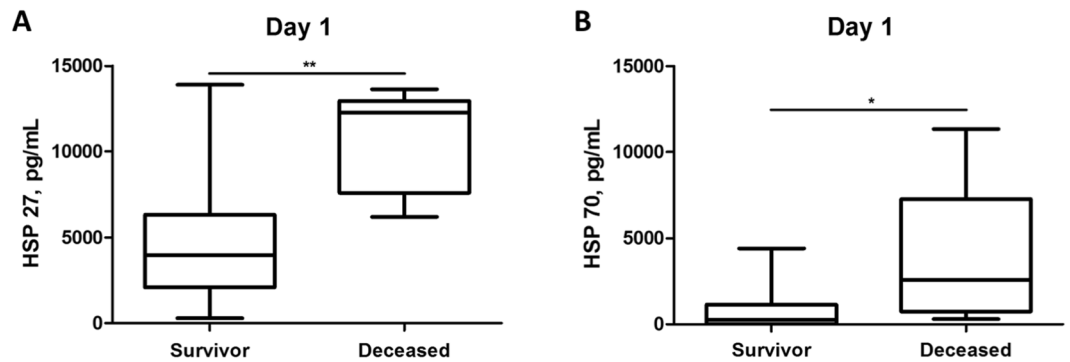 A
Day 1
HSP 27, pg/mL
15000
10000
5000
0
**
Survivor
Deceased
B
Day 1
HSP 70, pg/mL
15000
10000
5000
0
*
Survivor
Deceased